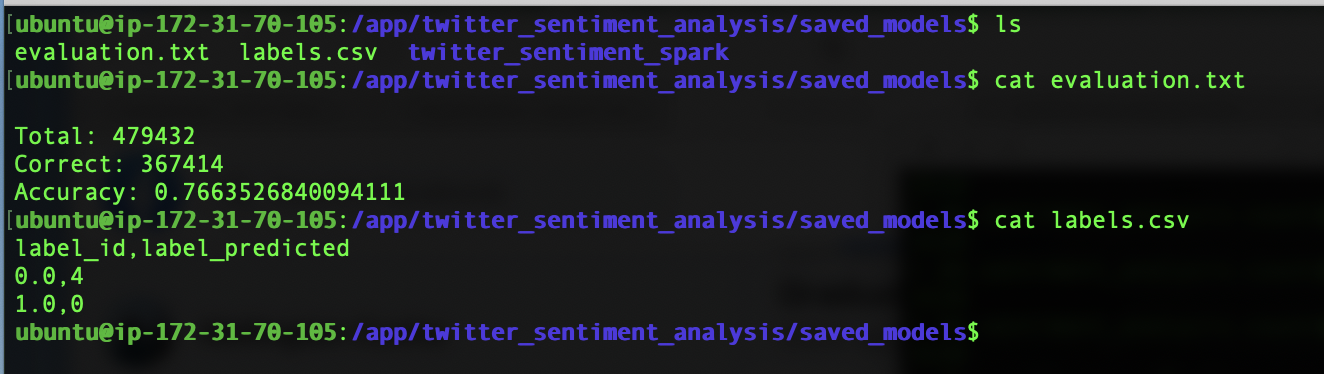 [ubuntu@ip-172-31-70-105:/app/twitter_sentiment_analysis/saved_models$ ls
evaluation.txt  labels.csv  twitter_sentiment_spark
[ubuntu@ip-172-31-70-105:/app/twitter_sentiment_analysis/saved_models$ cat evaluation.txt
Total: 479432
Correct: 367414
Accuracy: 0.7663526840094111
[ubuntu@ip-172-31-70-105:/app/twitter_sentiment_analysis/saved_models$ cat labels.csv
label_id,label_predicted
0.0,4
1.0,0
ubuntu@ip-172-31-70-105:/app/twitter_sentiment_analysis/saved_models$